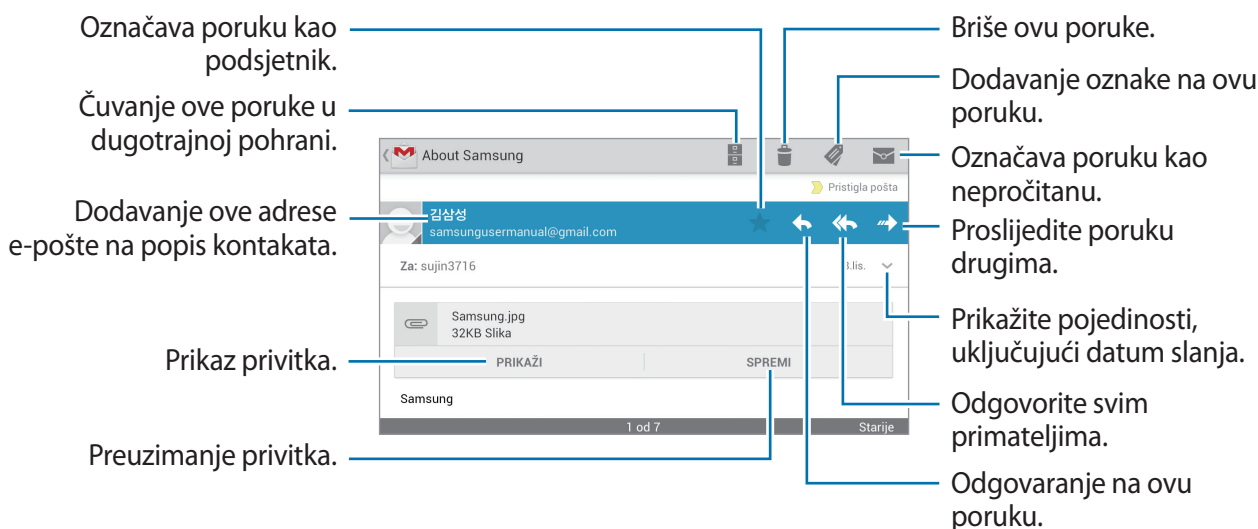 Označava poruku kao
podsjetnik.
Čuvanje ove poruke u
dugotrajnoj pohrani.
Dodavanje ove adrese
e-pošte na popis kontakata.
Prikaz privitka.
Preuzimanje privitka.
About Samsung
Pristigla pošta
김삼성
samsungusermanual@gmail.com
Za: sujin3716
3.lis.
Samsung.jpg
32KB Slika
PRIKAŽI
SPREMI
Samsung
1 od 7
Starije
Briše ovu poruke.
Dodavanje oznake na ovu
poruku.
Označava poruku kao
nepročitanu.
Proslijedite poruku
drugima.
Prikažite pojedinosti,
uključujući datum slanja.
Odgovorite svim
primateljima.
Odgovaranje na ovu
poruku.